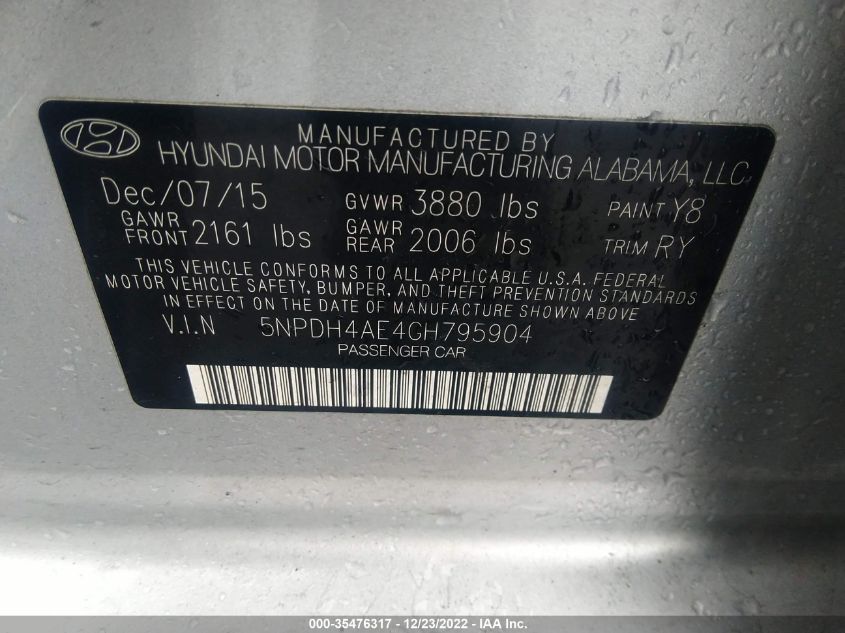 MANUFACTURED BY
HYUNDAI MOTOR MANUFACTURING ALABAMA, LLC.
Dec/07/15 GVWR 3880 lbs PAINT Y8
GAWR FRONT 2161 lbs GAWR REAR 2006 lbs TRIM RY
THIS VEHICLE CONFORMS TO ALL APPLICABLE U.S.A. FEDERAL
MOTOR VEHICLE SAFETY, BUMPER, AND THEFT PREVENTION STANDARDS
IN EFFECT ON THE DATE OF MANUFACTURE SHOWN ABOVE
V.I.N 5NPDH4AE4GH795904
PASSENGER CAR
000-35476317 - 12/23/2022 - IAA Inc.